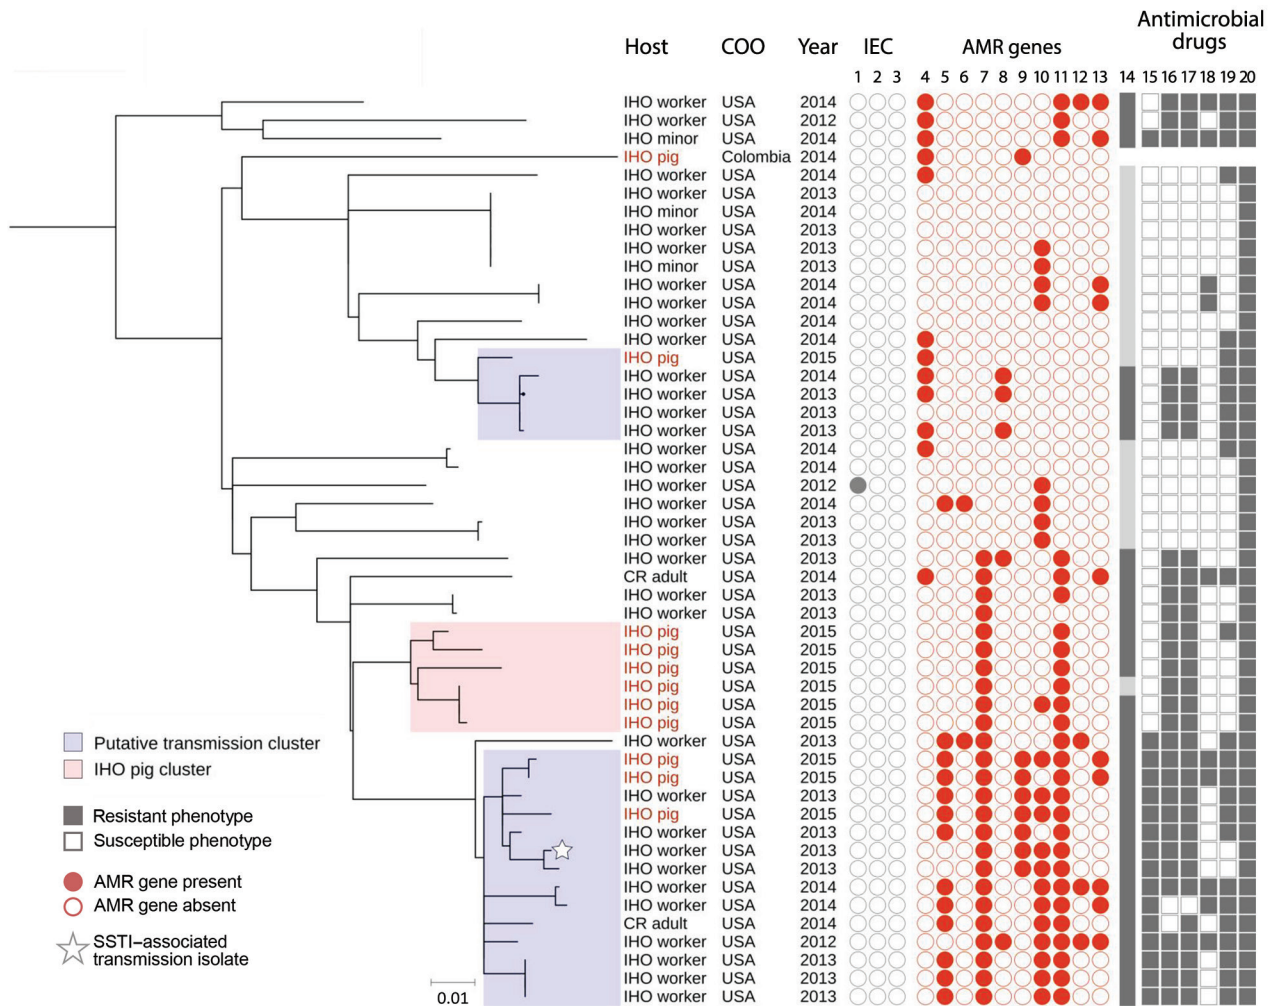 Antimicrobial
drugs
Host COO Year IEC AMR genes
1 2 3 4 5 6 7 8 9 10 11 12 13 14 15 16 17 18 19 20
IHO worker USA 2014
IHO worker USA 2012
IHO minor USA 2014
IHO pig Colombia 2014
IHO worker USA 2014
IHO worker USA 2013
IHO minor USA 2014
IHO worker USA 2013
IHO worker USA 2013
IHO minor USA 2013
IHO worker USA 2014
IHO worker USA 2014
IHO worker USA 2014
IHO worker USA 2014
IHO pig USA 2015
IHO worker USA 2014
IHO worker USA 2013
IHO worker USA 2013
IHO worker USA 2013
IHO worker USA 2014
IHO worker USA 2014
IHO worker USA 2012
IHO worker USA 2014
IHO worker USA 2013
IHO worker USA 2013
IHO worker USA 2013
CR adult USA 2014
IHO worker USA 2013
IHO worker USA 2013
IHO pig USA 2015
IHO pig USA 2015
IHO pig USA 2015
IHO pig USA 2015
IHO pig USA 2015
IHO pig USA 2015
IHO worker USA 2013
IHO pig USA 2015
IHO pig USA 2015
IHO worker USA 2013
IHO pig USA 2015
IHO worker USA 2013
IHO worker USA 2013
IHO worker USA 2013
IHO worker USA 2014
IHO worker USA 2014
CR adult USA 2014
IHO worker USA 2012
IHO worker USA 2013
IHO worker USA 2013
IHO worker USA 2013
Putative transmission cluster
IHO pig cluster
Resistant phenotype
Susceptible phenotype
AMR gene present
AMR gene absent
SSTI–associated
transmission isolate
0.01